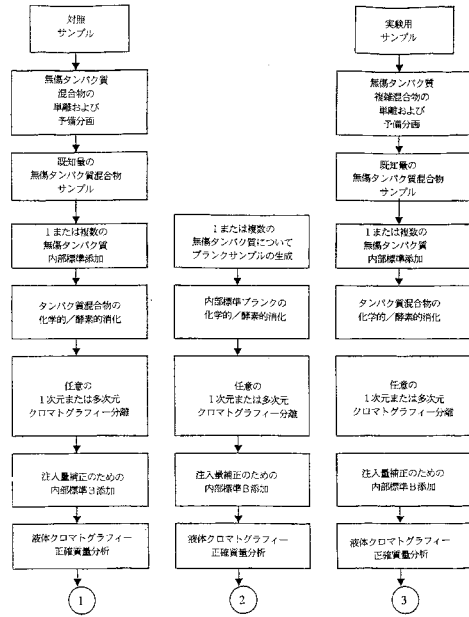 対照
サンプル
無傷タンパク質
混合物の
単離および
予備分画
既知量の
無傷タンパク質混合物
サンプル
1または複数の
無傷タンパク質
内部標準添加
タンパク質混合物の
化学的/酵素的消化
任意の
1次元または多次元
クロマトグラフィー分離
注入量補正のための
内部標準B添加
液体クロマトグラフィー
正確質量分析
1
1または複数の
無傷タンパク質について
ブランクサンプルの生成
内部標準ブランクの
化学的/酵素的消化
任意の
1次元または多次元
クロマトグラフィー分離
注入量補正のための
内部標準B添加
液体クロマトグラフィー
正確質量分析
2
実験用
サンプル
無傷タンパク質
複雑混合物の
単離および
予備分画
既知量の
無傷タンパク質混合物
サンプル
1または複数の
無傷タンパク質
内部標準添加
タンパク質混合物の
化学的/酵素的消化
任意の
1次元または多次元
クロマトグラフィー分離
注入量補正のための
内部標準B添加
液体クロマトグラフィー
正確質量分析
3